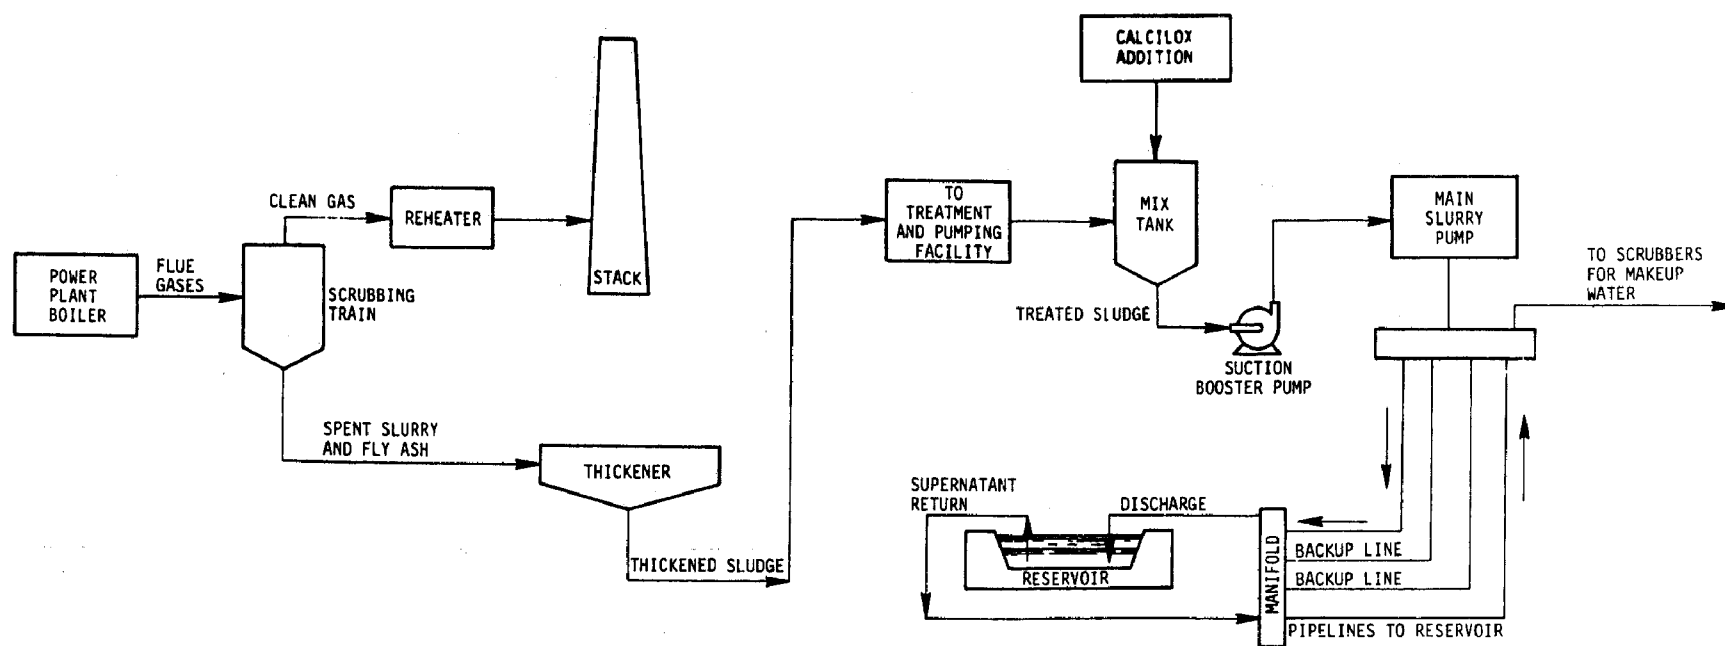 CALCILOX
ADDITION
CLEAN GAS
REHEATER
STACK
POWER
PLANT
BOILER
FLUE
GASES
SCRUBBING
TRAIN
SPENT SLURRY
AND FLY ASH
THICKENER
THICKENED SLUDGE
TO
TREATMENT
AND PUMPING
FACILITY
MIX
TANK
TREATED SLUDGE
SUCTION
BOOSTER PUMP
MAIN
SLURRY
PUMP
TO SCRUBBERS
FOR MAKEUP
WATER
SUPERNATANT
RETURN
DISCHARGE
RESERVOIR
MANIFOLD
BACKUP LINE
BACKUP LINE
PIPELINES TO RESERVOIR